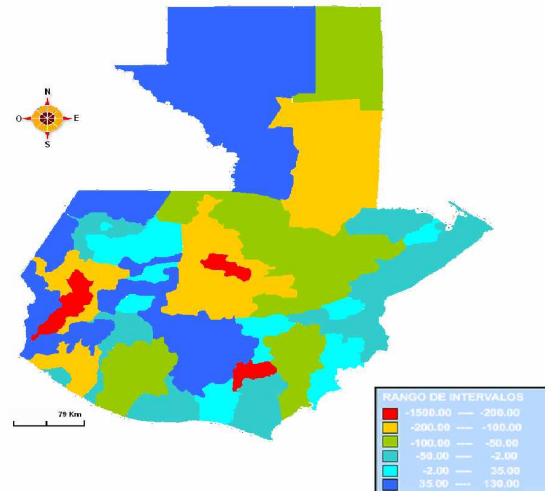 N
O E
S
79 Km
RANGO DE INTERVALOS
-1500.00 ---- -200.00
-200.00 ---- -100.00
-100.00 ---- -50.00
-50.00 ---- -2.00
-2.00 ---- 35.00
35.00 ---- 130.00